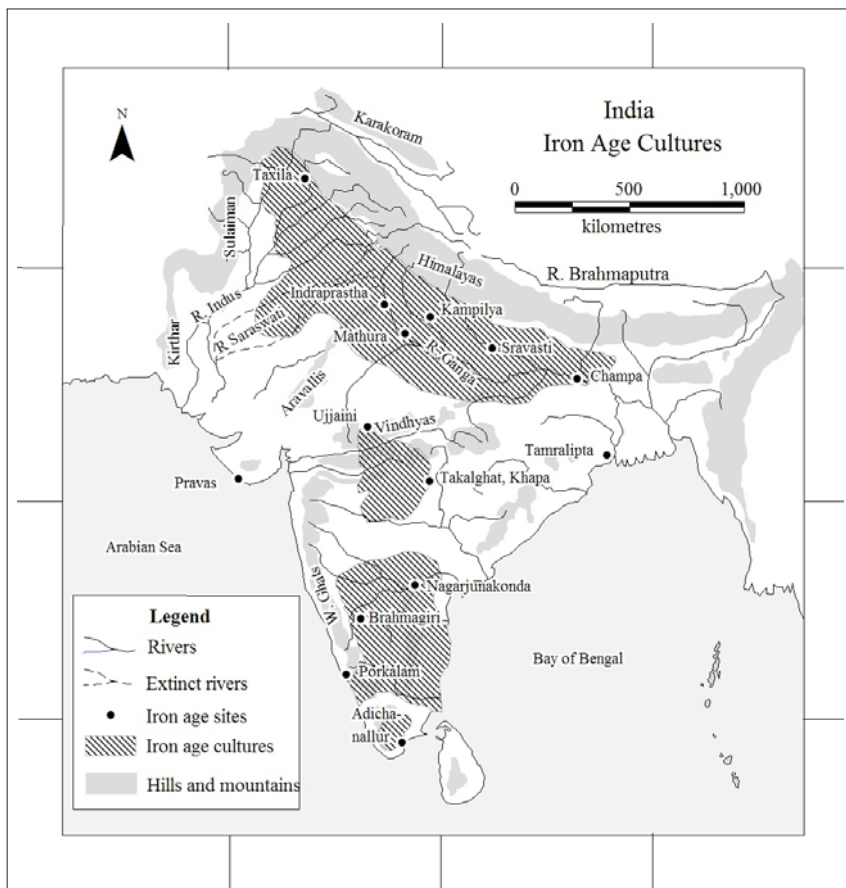 India
Iron Age Cultures
N
0 500 1,000
kilometres
Karakoram
Taxila
Sulaiman
Himalayas
R. Brahmaputra
R. Indus
Indraprastha
Kampilya
Kirthar
R. Saraswati
Mathura
R. Ganga
Sravasti
Champa
Aravallis
Ujjaini
Vindhyas
Tamralipta
Pravas
Takalghat, Khapa
Arabian Sea
W. Ghats
Nagarjunakonda
Brahmagiri
Bay of Bengal
Porkalam
Adicha-
nallur
Legend
Rivers
Extinct rivers
Iron age sites
Iron age cultures
Hills and mountains